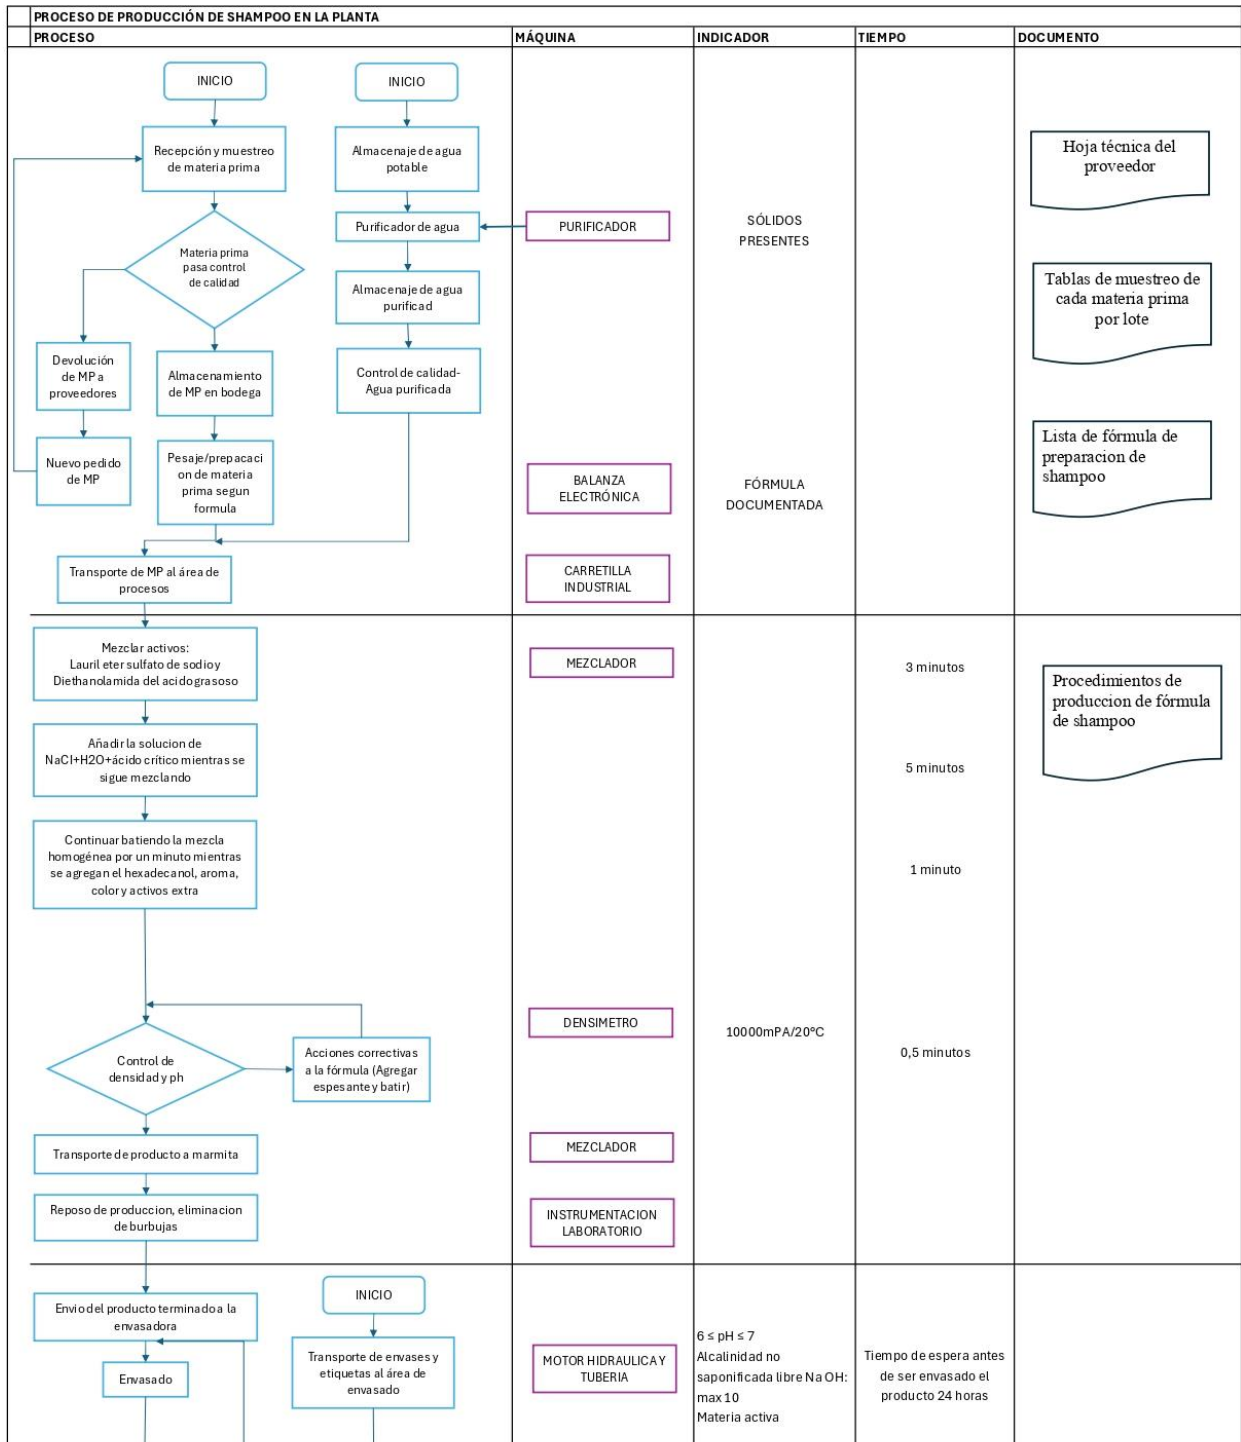 PROCESO DE PRODUCCIÓN DE SHAMPOO EN LA PLANTA
PROCESO
MÁQUINA
INDICADOR
TIEMPO
DOCUMENTO
INICIO
INICIO
Recepción y muestreo
de materia prima
Almacenaje de agua
potable
Hoja técnica del
proveedor
Purificador de agua
PURIFICADOR
SÓLIDOS
PRESENTES
Materia prima
pasa control
de calidad
Almacenaje de agua
purificad
Tablas de muestreo de
cada materia prima
por lote
Devolución
de MP a
proveedores
Almacenamiento
de MP en bodega
Control de calidad-
Agua purificada
Nuevo pedido
de MP
Pesaje/prepacaci
on de materia
prima segun
formula
BALANZA
ELECTRÓNICA
FÓRMULA
DOCUMENTADA
Lista de fórmula de
preparacion de
shampoo
Transporte de MP al área de
procesos
CARRETILLA
INDUSTRIAL
Mezclar activos:
Lauril eter sulfato de sodio y
Diethanolamida del acido grasoso
MEZCLADOR
3 minutos
Procedimientos de
produccion de fórmula
de shampoo
Añadir la solucion de
NaCl+H2O+ácido crítico mientras se
sigue mezclando
5 minutos
Continuar batiendo la mezcla
homogénea por un minuto mientras
se agregan el hexadecanol, aroma,
color y activos extra
1 minuto
DENSIMETRO
10000mPA/20°C
0,5 minutos
Control de
densidad y ph
Acciones correctivas
a la fórmula (Agregar
espesante y batir)
Transporte de producto a marmita
MEZCLADOR
Reposo de produccion, eliminacion
de burbujas
INSTRUMENTACION
LABORATORIO
Envio del producto terminado a la
envasadora
INICIO
Envasado
Transporte de envases y
etiquetas al área de
envasado
MOTOR HIDRAULICA Y
TUBERIA
6 ≤ pH ≤ 7
Alcalinidad no
saponificada libre Na OH:
max 10
Materia activa
Tiempo de espera antes
de ser envasado el
producto 24 horas